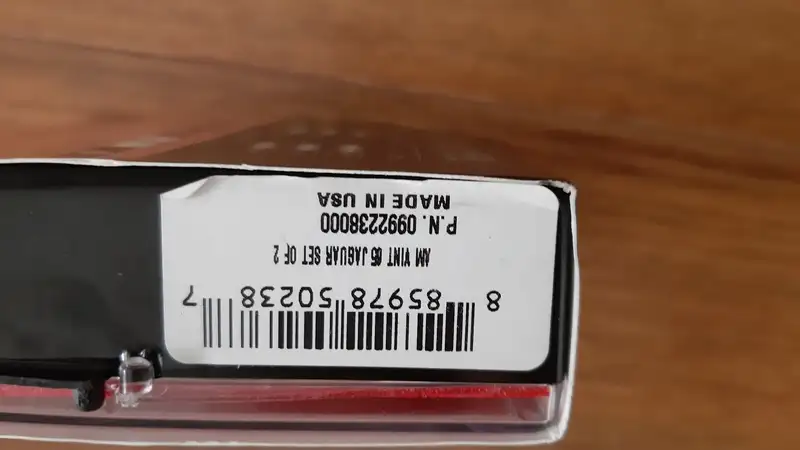 8 85978 50238 7
AM VINT 65 JAGUAR SET OF 2
P.N. 0992238000
MADE IN USA